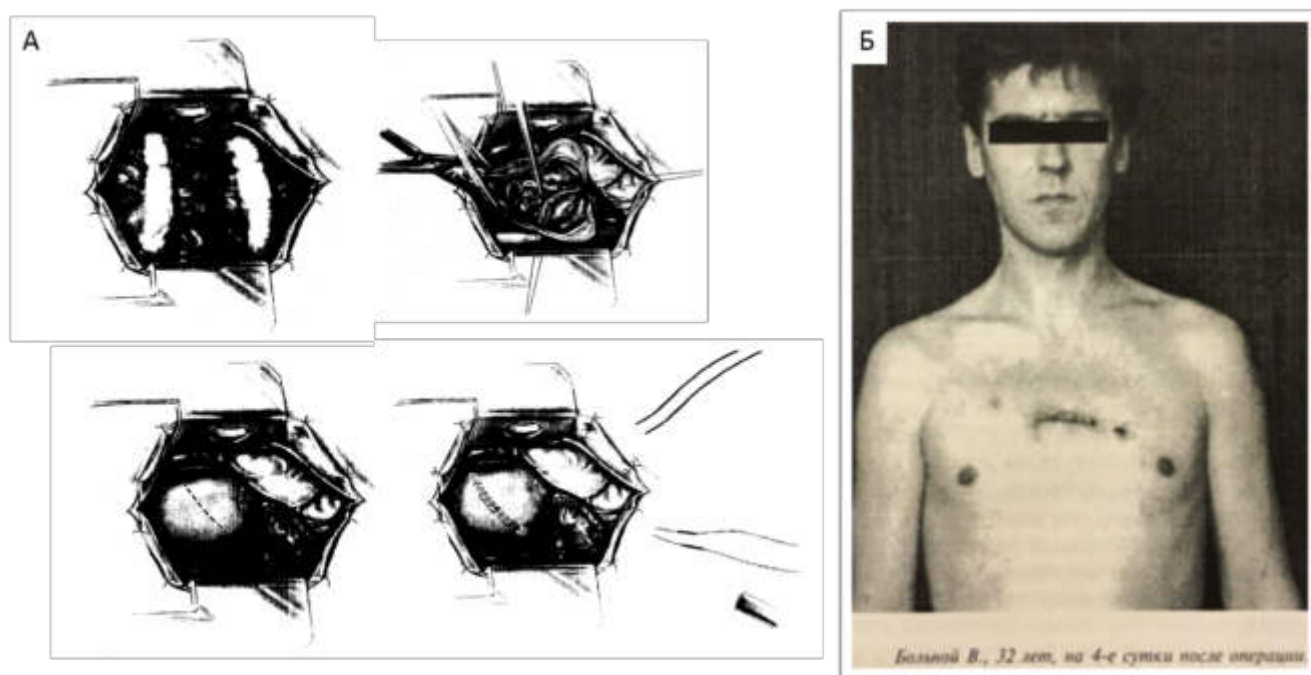 А
Б
Больной В., 32 лет, на 4-е сутки после операции.